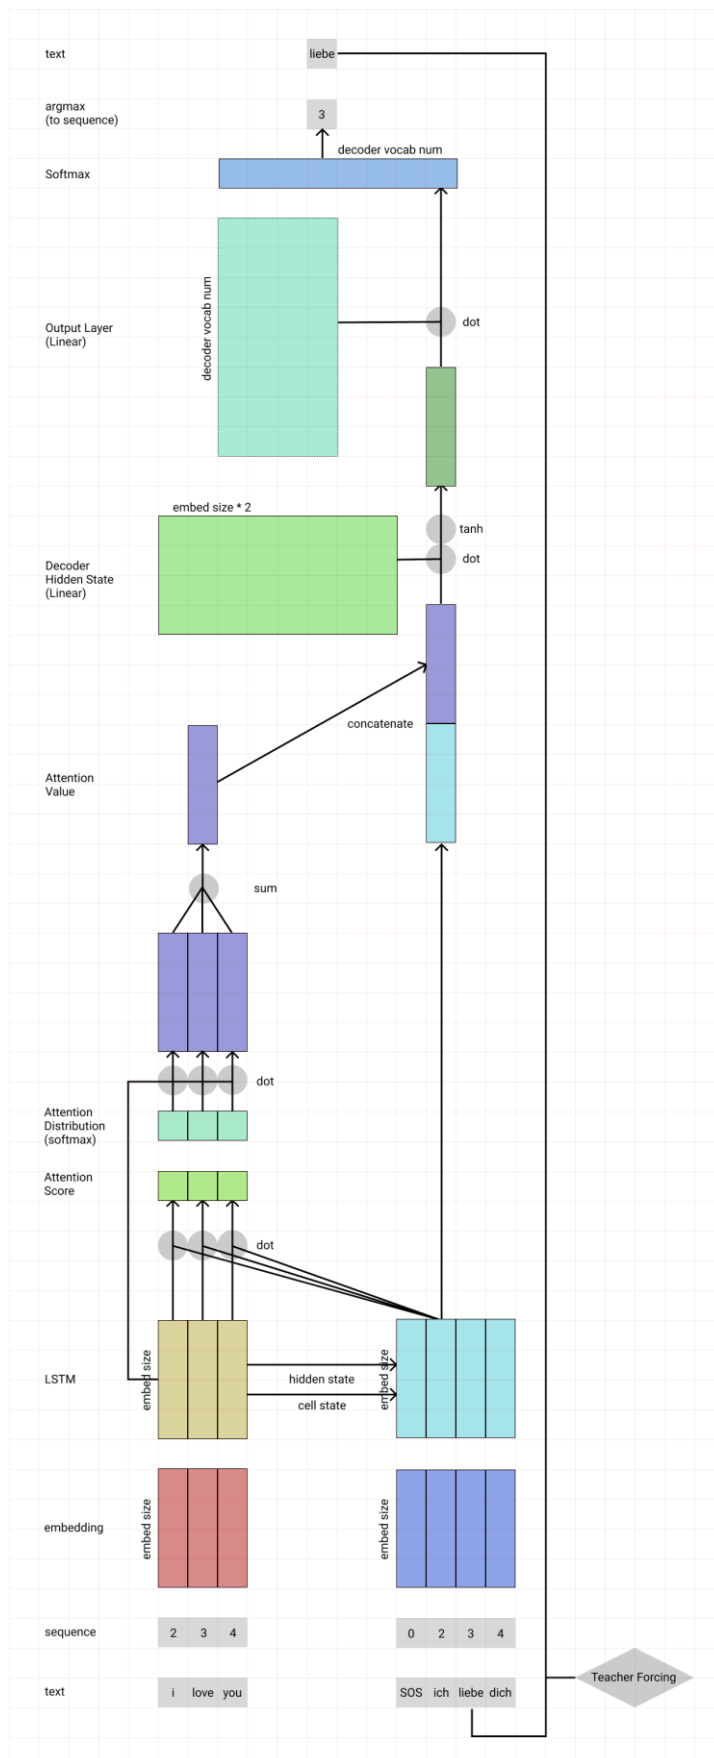 text
liebe
argmax
(to sequence)
3
decoder vocab num
Softmax
decoder vocab num
Output Layer
(Linear)
dot
embed size * 2
tanh
dot
Decoder
Hidden State
(Linear)
concatenate
Attention
Value
sum
dot
Attention
Distribution
(softmax)
Attention
Score
dot
embed size
embed size
LSTM
hidden state
cell state
embed size
embed size
embedding
sequence
2 3 4
0 2 3 4
Teacher Forcing
text
i love you
SOS ich liebe dich